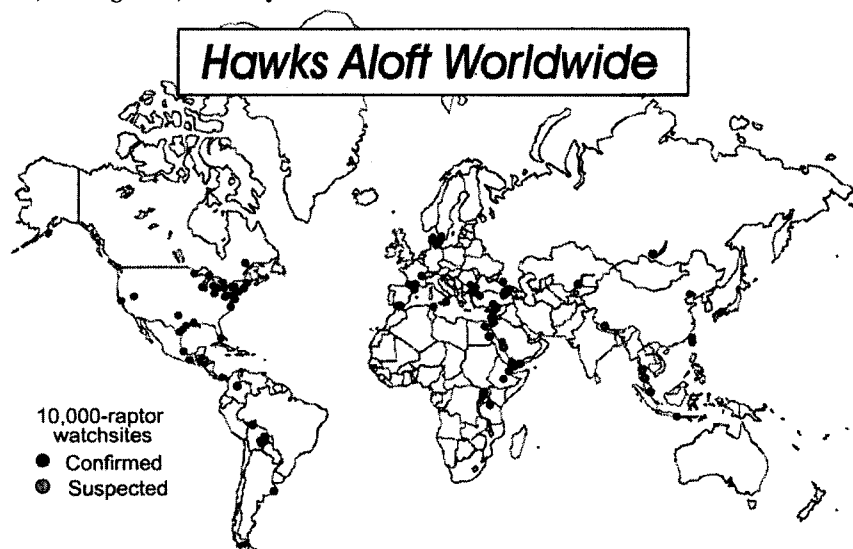 Hawks Aloft Worldwide
10,000-raptor
watchsites
Confirmed
Suspected